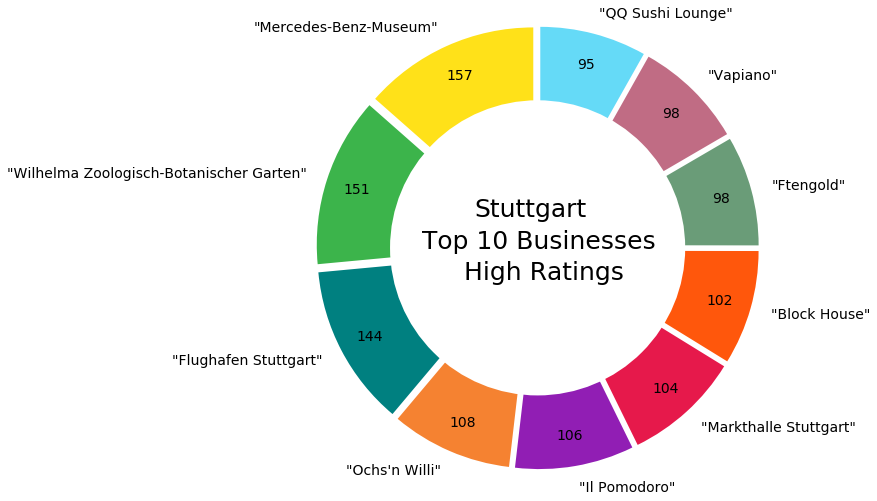 "QQ Sushi Lounge"
"Mercedes-Benz-Museum"
95
157
"Vapiano"
98
"Wilhelma Zoologisch-Botanischer Garten"
151
"Ftengold"
98
Stuttgart
Top 10 Businesses
High Ratings
102
"Block House"
144
"Flughafen Stuttgart"
104
108
"Markthalle Stuttgart"
106
"Ochs'n Willi"
"Il Pomodoro"